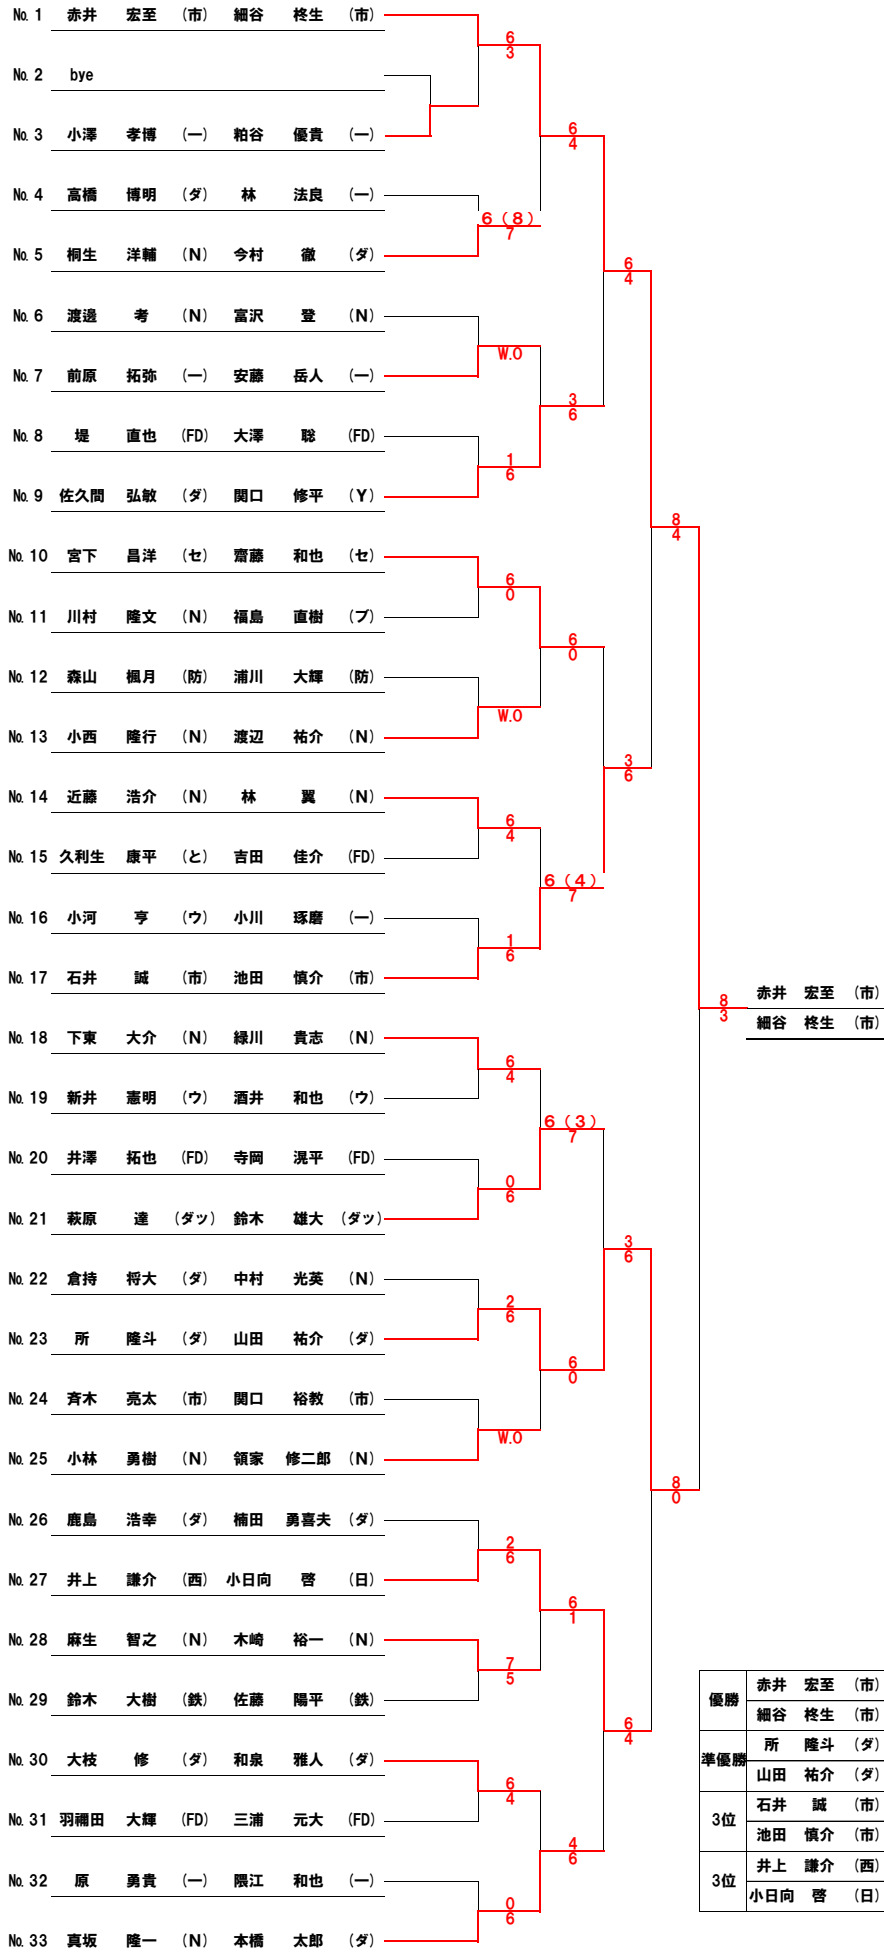 № 1 赤井 宏至 (市) 細谷 柊生 (市)
6
3
№ 2 bye
№ 3 小澤 孝博 (一) 粕谷 優貴 (一)
6
4
№ 4 高橋 博明 (ダ) 林 法良 (一)
6(8)
7
№ 5 桐生 洋輔 (N) 今村 徹 (ダ)
6
4
№ 6 渡邉 考 (N) 富沢 登 (N)
W.O
№ 7 前原 拓弥 (一) 安藤 岳人 (一)
3
6
№ 8 堤 直也 (FD) 大澤 聡 (FD)
1
6
№ 9 佐久間 弘敏 (ダ) 関口 修平 (Y)
8
4
№ 10 宮下 昌洋 (セ) 齋藤 和也 (セ)
6
0
№ 11 川村 隆文 (N) 福島 直樹 (ブ)
6
0
№ 12 森山 楓月 (防) 浦川 大輝 (防)
W.O
№ 13 小西 隆行 (N) 渡辺 祐介 (N)
3
6
№ 14 近藤 浩介 (N) 林 翼 (N)
6
4
№ 15 久利生 康平 (と) 吉田 佳介 (FD)
6(4)
7
№ 16 小河 亨 (ウ) 小川 琢磨 (一)
1
6
№ 17 石井 誠 (市) 池田 慎介 (市)
8
3
赤井 宏至 (市)
細谷 柊生 (市)
№ 18 下東 大介 (N) 緑川 貴志 (N)
6
4
№ 19 新井 憲明 (ウ) 酒井 和也 (ウ)
6(3)
7
№ 20 井澤 拓也 (FD) 寺岡 滉平 (FD)
0
6
№ 21 萩原 達 (ダッ) 鈴木 雄大 (ダッ)
3
6
№ 22 倉持 将大 (ダ) 中村 光英 (N)
2
6
№ 23 所 隆斗 (ダ) 山田 祐介 (ダ)
6
0
№ 24 斉木 亮太 (市) 関口 裕教 (市)
W.O
№ 25 小林 勇樹 (N) 領家 修二郎 (N)
8
0
№ 26 鹿島 浩幸 (ダ) 楠田 勇喜夫 (ダ)
2
6
№ 27 井上 謙介 (西) 小日向 啓 (日)
6
1
№ 28 麻生 智之 (N) 木崎 裕一 (N)
7
5
№ 29 鈴木 大樹 (鉄) 佐藤 陽平 (鉄)
6
4
№ 30 大枝 修 (ダ) 和泉 雅人 (ダ)
6
4
№ 31 羽禰田 大輝 (FD) 三浦 元大 (FD)
4
6
№ 32 原 勇貴 (一) 隈江 和也 (一)
0
6
№ 33 真坂 隆一 (N) 本橋 太郎 (ダ)
優勝 赤井 宏至 (市)
細谷 柊生 (市)
準優勝 所 隆斗 (ダ)
山田 祐介 (ダ)
3位 石井 誠 (市)
池田 慎介 (市)
3位 井上 謙介 (西)
小日向 啓 (日)